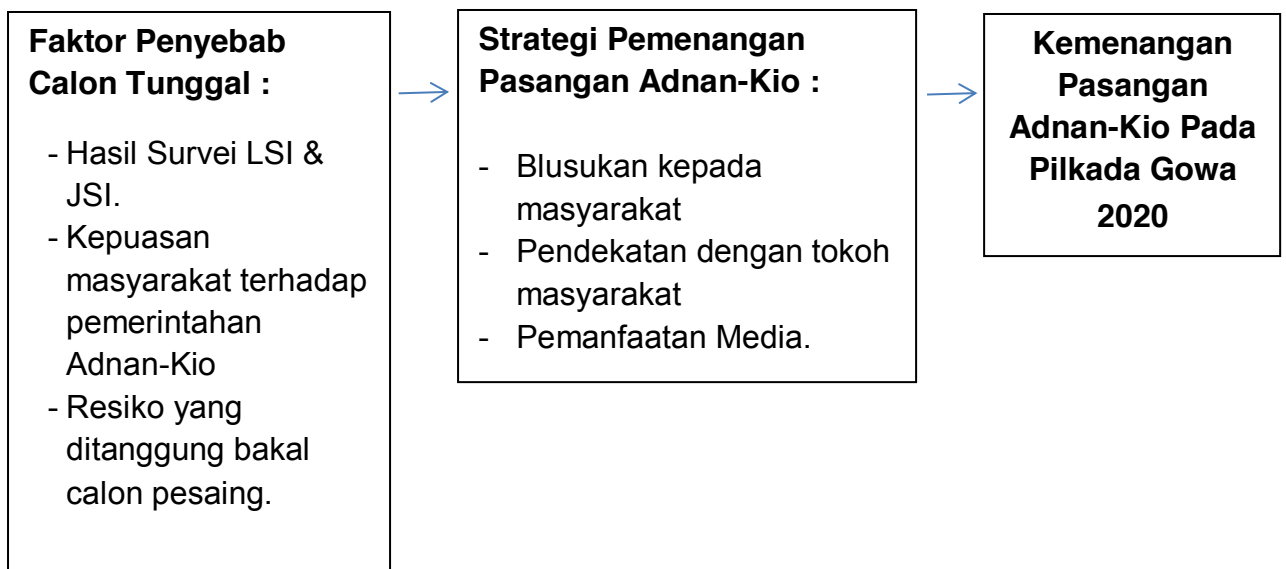 Faktor Penyebab
Calon Tunggal :
- Hasil Survei LSI &
JSI.
- Kepuasan
masyarakat terhadap
pemerintahan
Adnan-Kio
- Resiko yang
ditanggung bakal
calon pesaing.
Strategi Pemenangan
Pasangan Adnan-Kio :
- Blusukan kepada
masyarakat
- Pendekatan dengan tokoh
masyarakat
- Pemanfaatan Media.
Kemenangan
Pasangan
Adnan-Kio Pada
Pilkada Gowa
2020